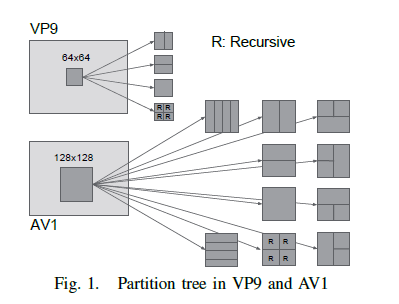 VP9
64x64
R: Recursive
R R
R R
128x128
AV1
R R
R R
Fig. 1. Partition tree in VP9 and AV1